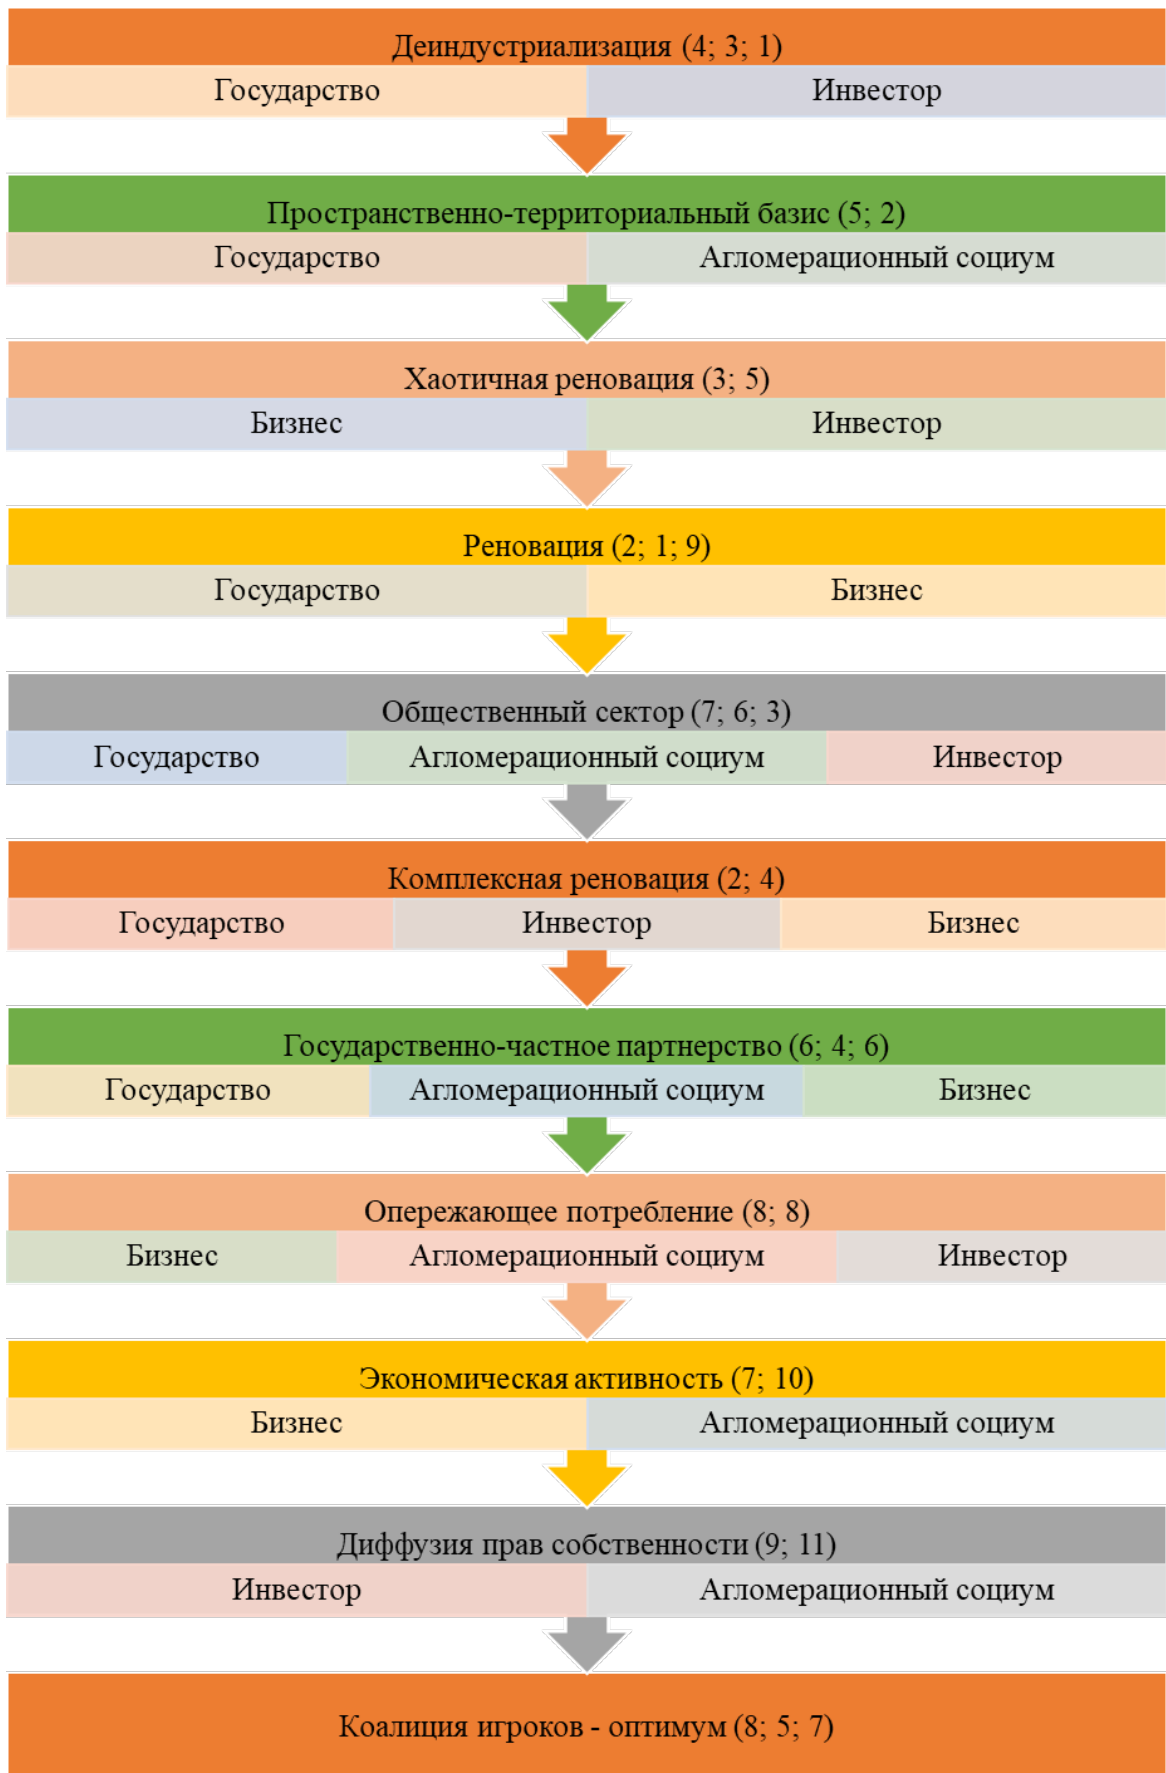 Деиндустриализация (4; 3; 1)
Государство Инвестор
Пространственно-территориальный базис (5; 2)
Государство Агломерационный социум
Хаотичная реновация (3; 5)
Бизнес Инвестор
Реновация (2; 1; 9)
Государство Бизнес
Общественный сектор (7; 6; 3)
Государство Агломерационный социум Инвестор
Комплексная реновация (2; 4)
Государство Инвестор Бизнес
Государственно-частное партнерство (6; 4; 6)
Государство Агломерационный социум Бизнес
Опережающее потребление (8; 8)
Бизнес Агломерационный социум Инвестор
Экономическая активность (7; 10)
Бизнес Агломерационный социум
Диффузия прав собственности (9; 11)
Инвестор Агломерационный социум
Коалиция игроков - оптимум (8; 5; 7)